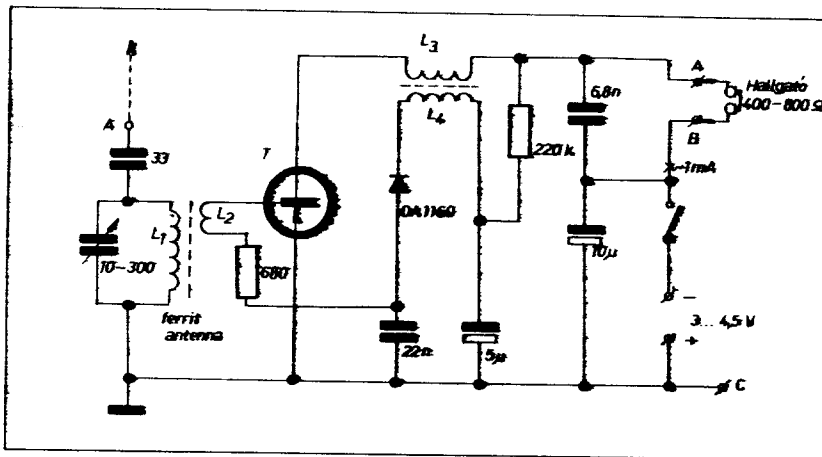 A
33
10-300
L1
L2
ferrit
antenna
T
680
L3
L4
OA1160
22n
5µ
220k
6,8n
10µ
A
Hallgató
400-800 Ω
B
~1mA
-
3...4,5 V
+
C